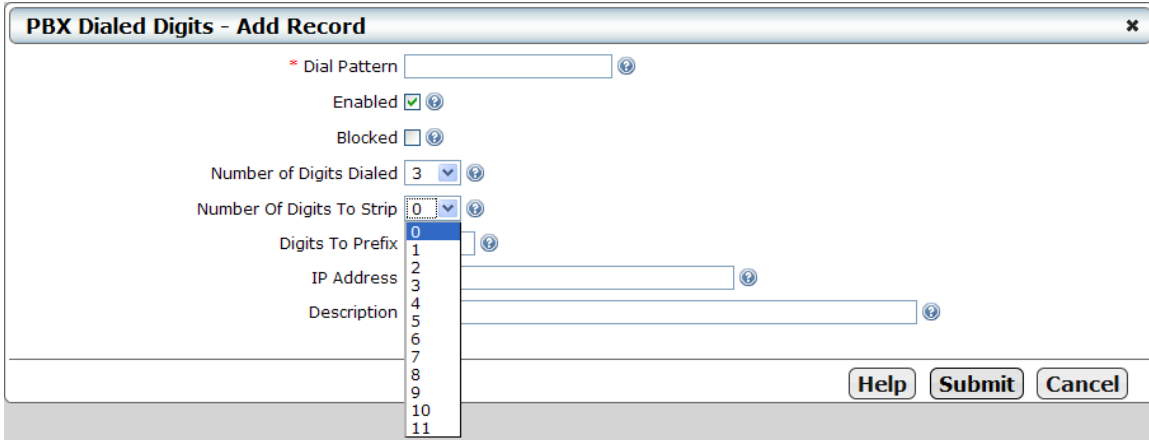 PBX Dialed Digits - Add Record
* Dial Pattern
Enabled
Blocked
Number of Digits Dialed 3
Number Of Digits To Strip 0
0
Digits To Prefix
1
2
IP Address
3
4
Description
5
6
7
8
9
10
11
Help Submit Cancel